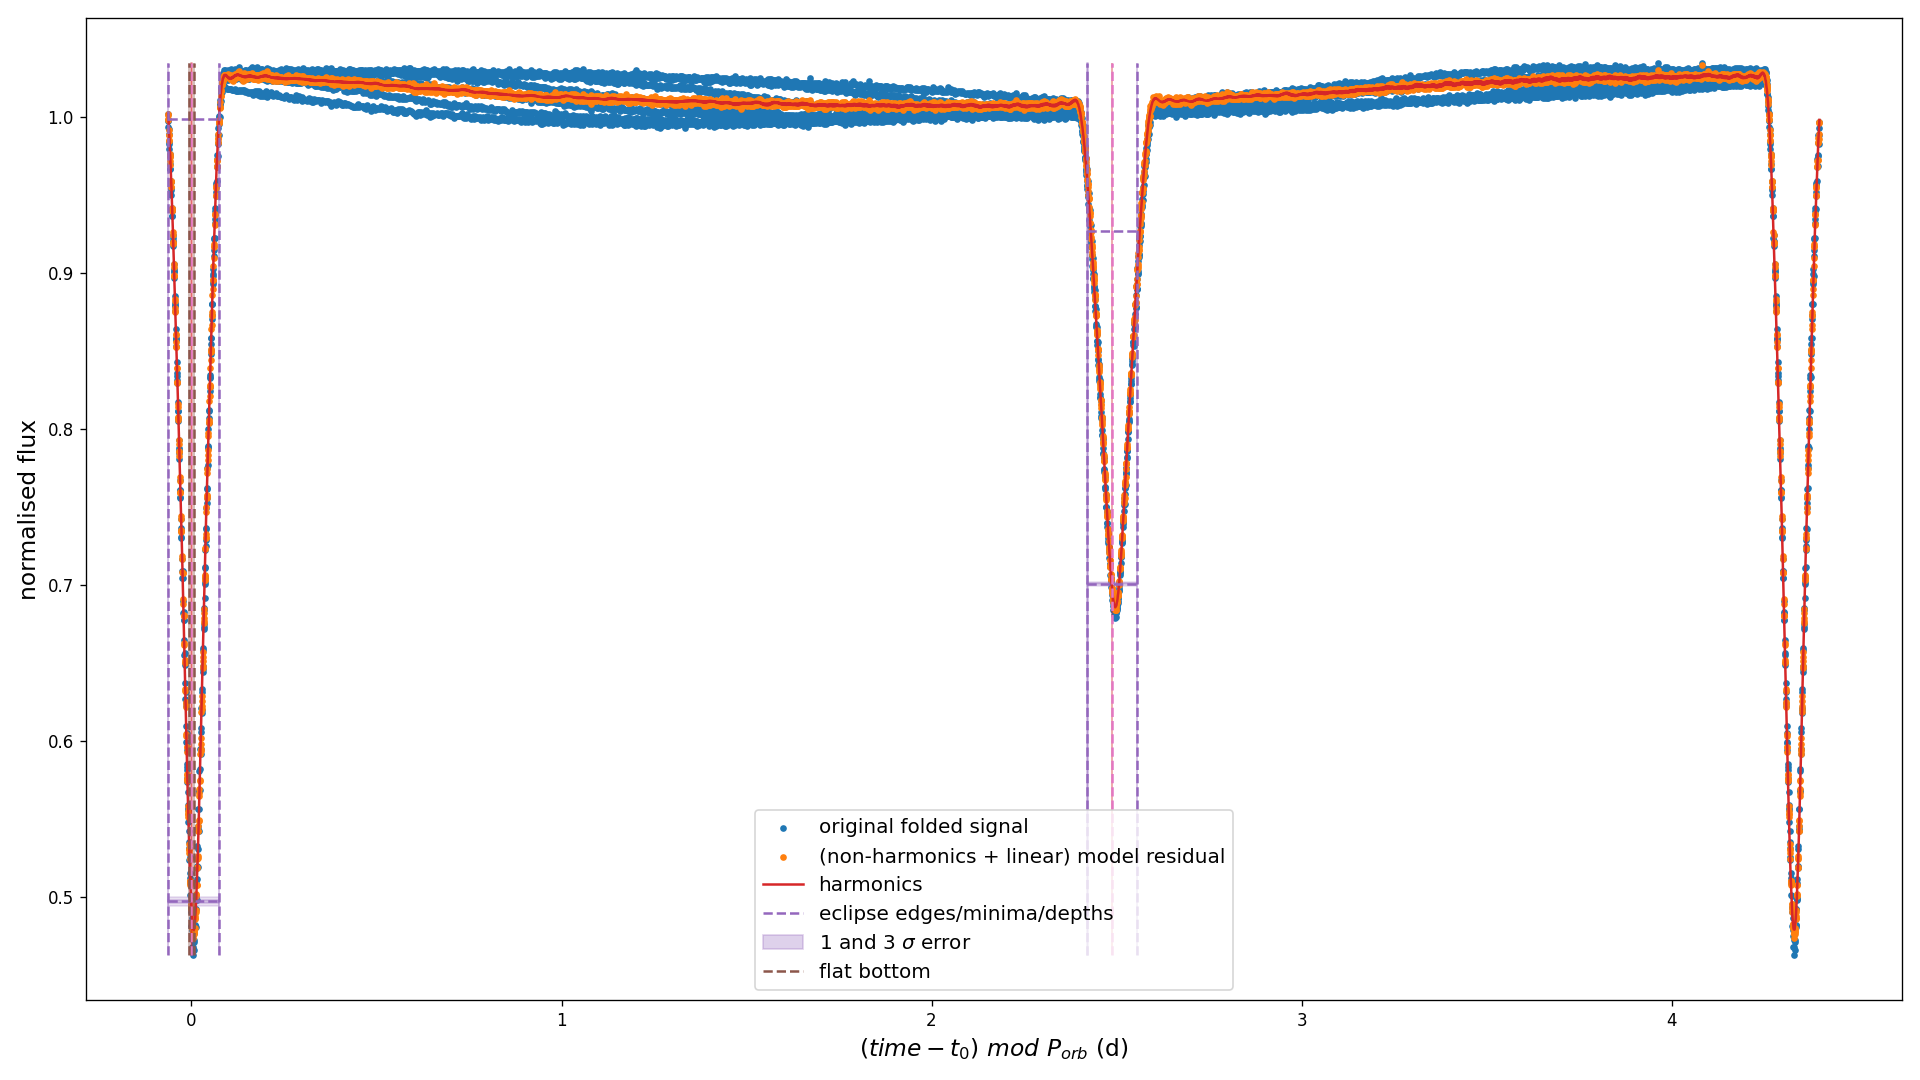 1.0
0.9
0.8
0.7
0.6
0.5
normalised flux
original folded signal
(non-harmonics + linear) model residual
harmonics
eclipse edges/minima/depths
1 and 3 σ error
flat bottom
0 1 2 3 4
(time − t₀) mod Pₒᵣb (d)